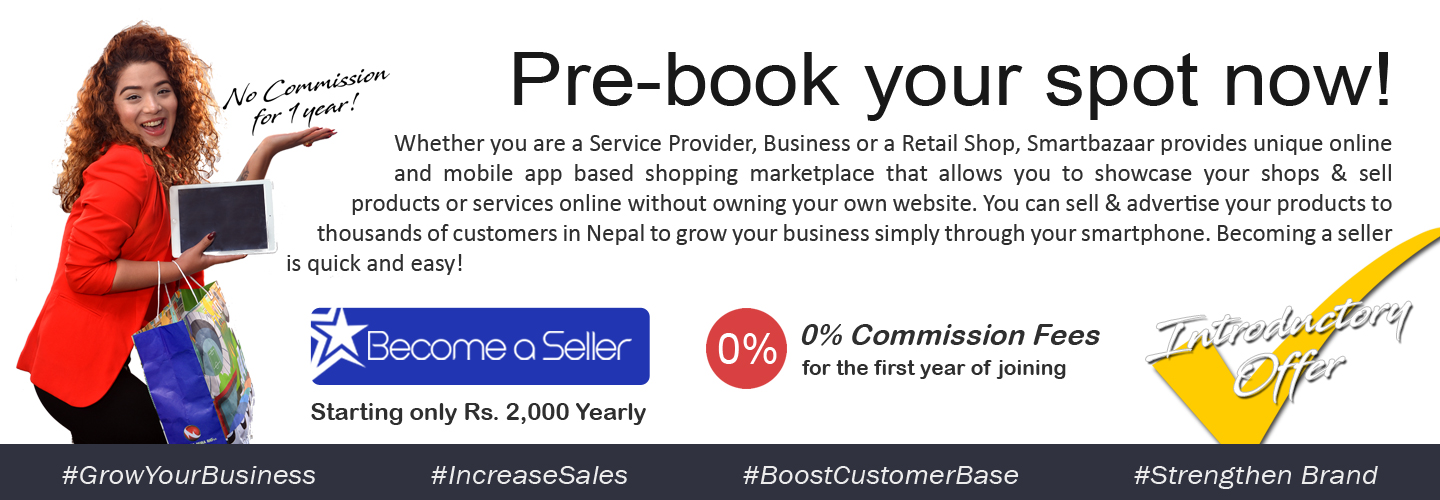 No Commission
for 1 year!
Pre-book your spot now!
Whether you are a Service Provider, Business or a Retail Shop, Smartbazaar provides unique online
and mobile app based shopping marketplace that allows you to showcase your shops & sell
products or services online without owning your own website. You can sell & advertise your products to
thousands of customers in Nepal to grow your business simply through your smartphone. Becoming a seller
is quick and easy!
Become a Seller
Starting only Rs. 2,000 Yearly
0%
0% Commission Fees
for the first year of joining
Introductory
Offer
#GrowYourBusiness
#IncreaseSales
#BoostCustomerBase
#Strengthen Brand